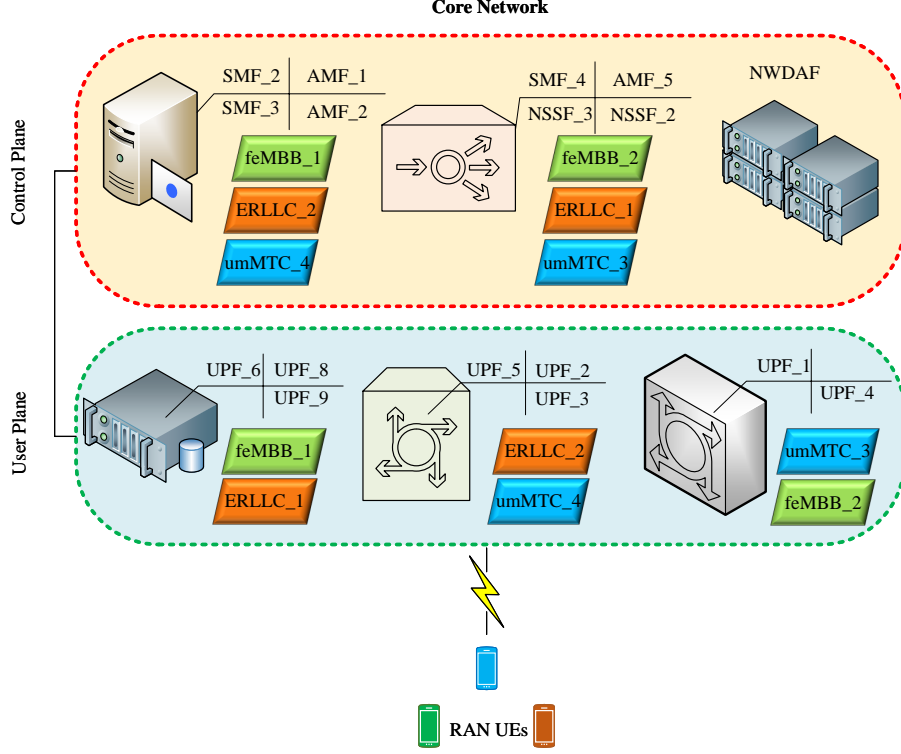 Core Network
Control Plane
SMF_2 AMF_1
SMF_3 AMF_2
feMBB_1
ERLLC_2
umMTC_4
SMF_4 AMF_5
NSSF_3 NSSF_2
feMBB_2
ERLLC_1
umMTC_3
NWDAF
User Plane
UPF_6 UPF_8
UPF_9
feMBB_1
ERLLC_1
UPF_5 UPF_2
UPF_3
ERLLC_2
umMTC_4
UPF_1
UPF_4
umMTC_3
feMBB_2
RAN UEs